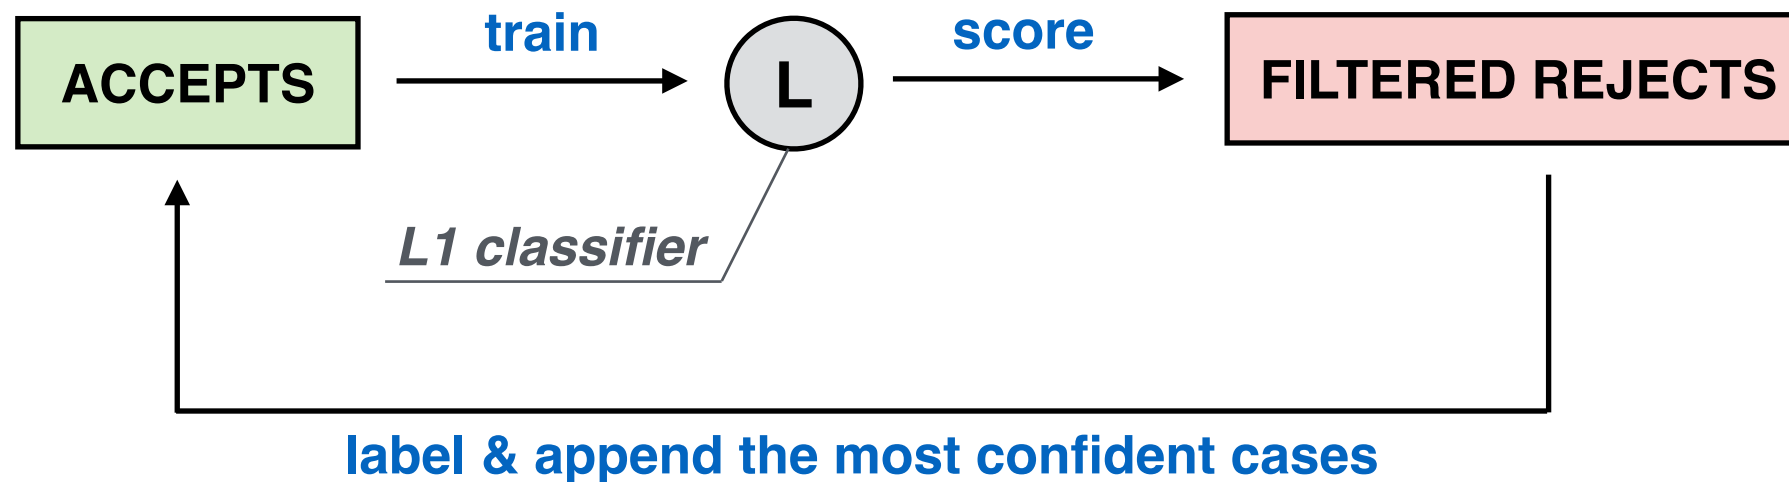 train
score
ACCEPTS
L
FILTERED REJECTS
L1 classifier
label & append the most confident cases